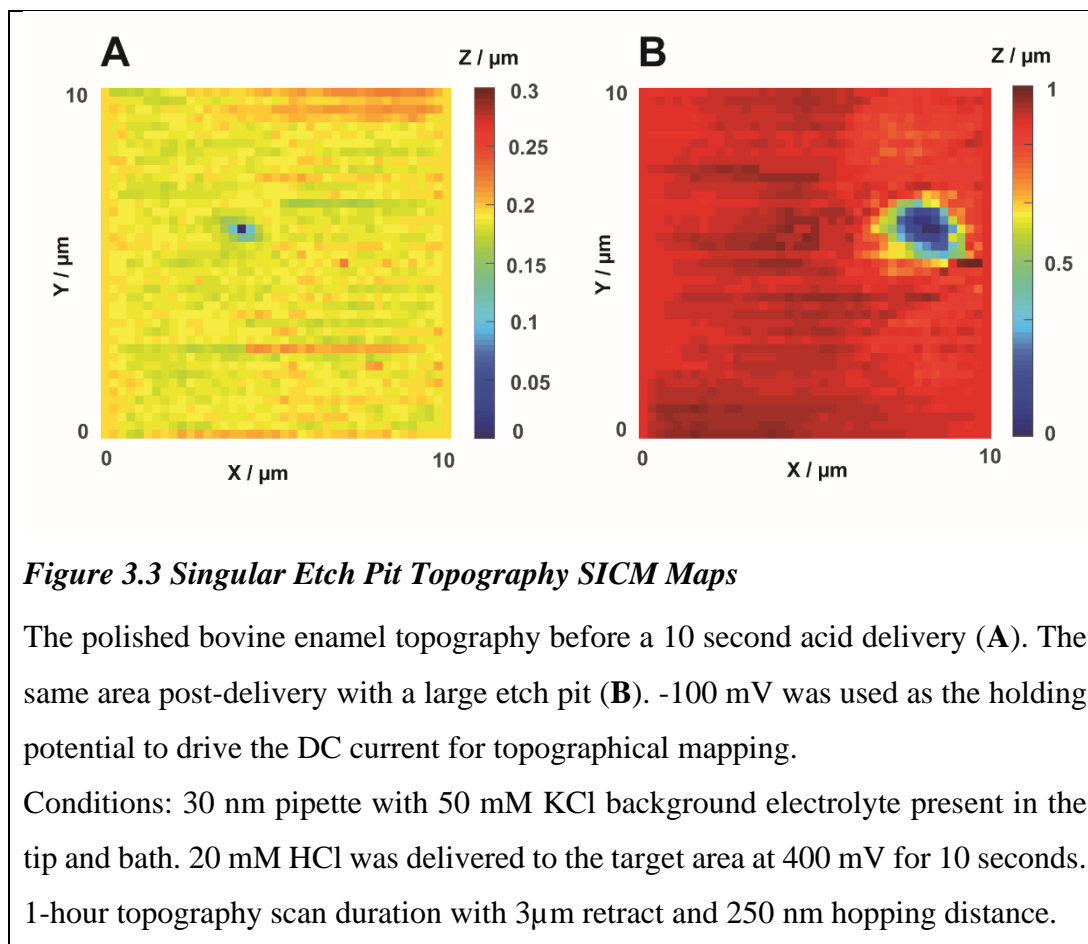 A
B
Z / µm
Z / µm
10
0.3
0.25
0.2
0.15
0.1
0.05
0
Y / µm
0
0
10
X / µm
10
1
0.5
0
Y / µm
0
0
10
X / µm
Figure 3.3 Singular Etch Pit Topography SICM Maps
The polished bovine enamel topography before a 10 second acid delivery (A). The
same area post-delivery with a large etch pit (B). -100 mV was used as the holding
potential to drive the DC current for topographical mapping.
Conditions: 30 nm pipette with 50 mM KCl background electrolyte present in the
tip and bath. 20 mM HCl was delivered to the target area at 400 mV for 10 seconds.
1-hour topography scan duration with 3µm retract and 250 nm hopping distance.